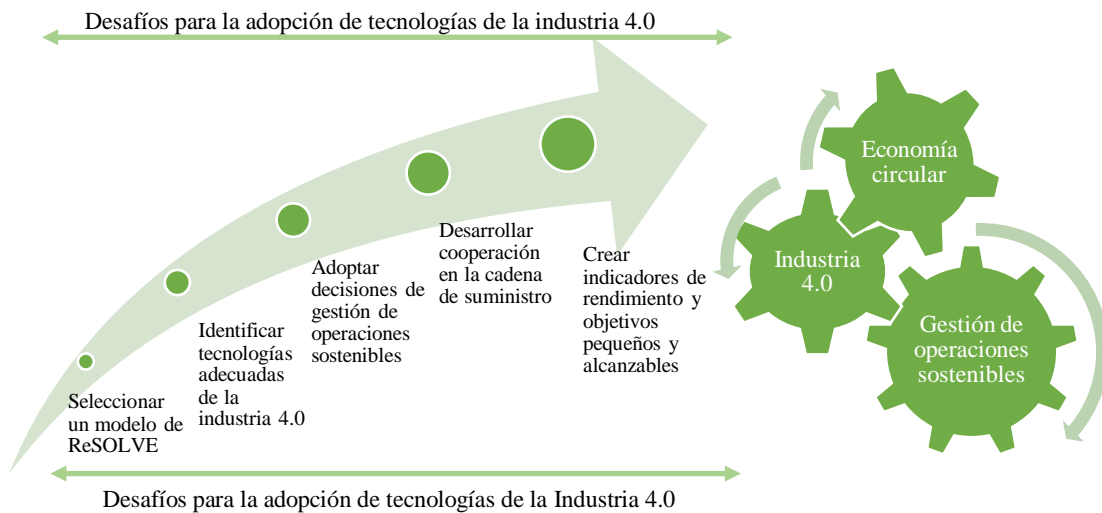 Desafíos para la adopción de tecnologías de la industria 4.0
Seleccionar
un modelo de
ReSOLVE
Identificar
tecnologías
adecuadas
de la
industria 4.0
Adoptar
decisiones de
gestión de
operaciones
sostenibles
Desarrollar
cooperación
en la cadena
de suministro
Crear
indicadores de
rendimiento y
objetivos
pequeños y
alcanzables
Economía
circular
Industria
4.0
Gestión de
operaciones
sostenibles
Desafíos para la adopción de tecnologías de la Industria 4.0